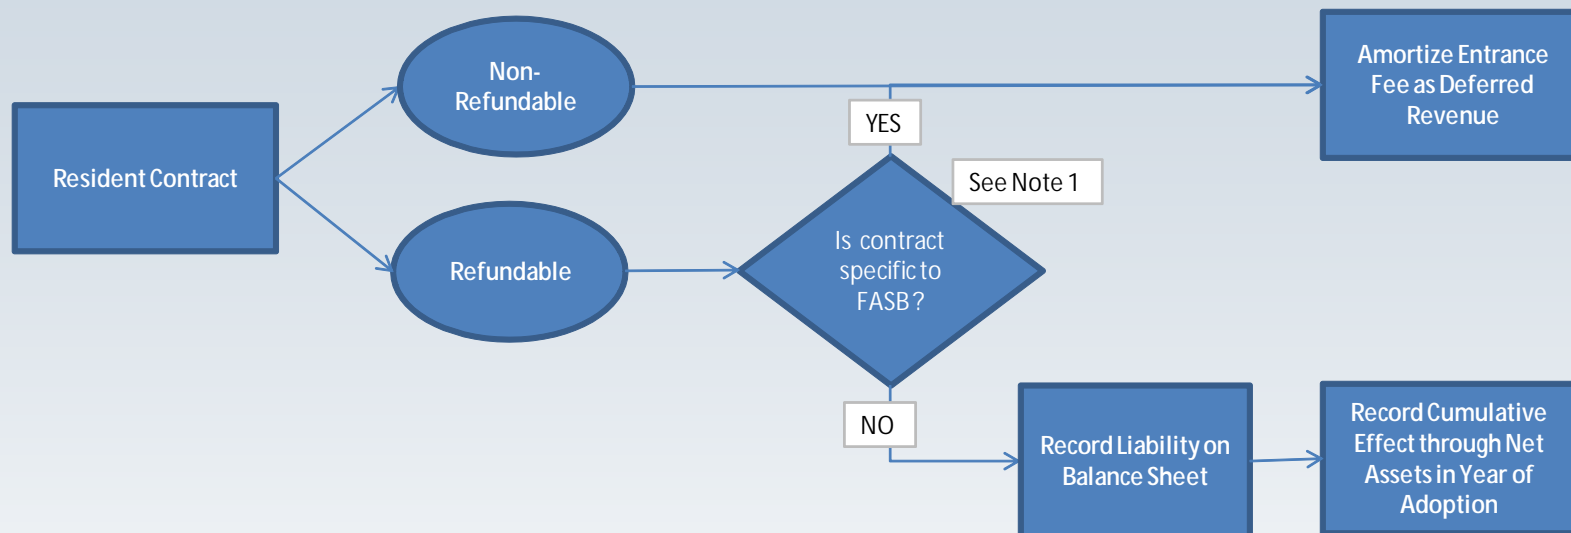 Resident Contract
Non-
Refundable
Refundable
YES
See Note 1
Is contract
specific to
FASB?
NO
Amortize Entrance
Fee as Deferred
Revenue
Record Liability on
Balance Sheet
Record Cumulative
Effect through Net
Assets in Year of
Adoption